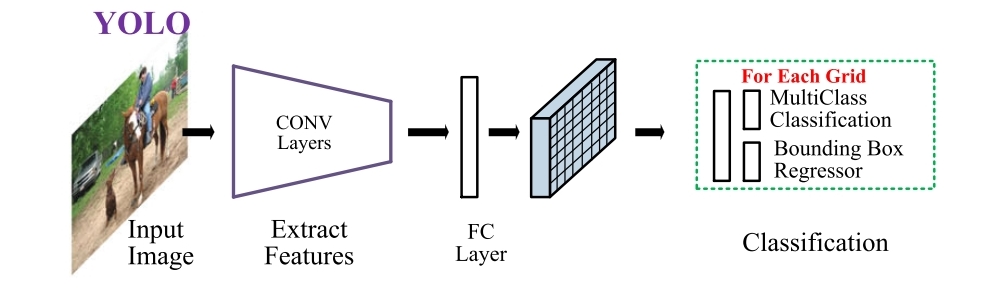 YOLO
Input
Image
CONV
Layers
Extract
Features
FC
Layer
For Each Grid
MultiClass
Classification
Bounding Box
Regressor
Classification